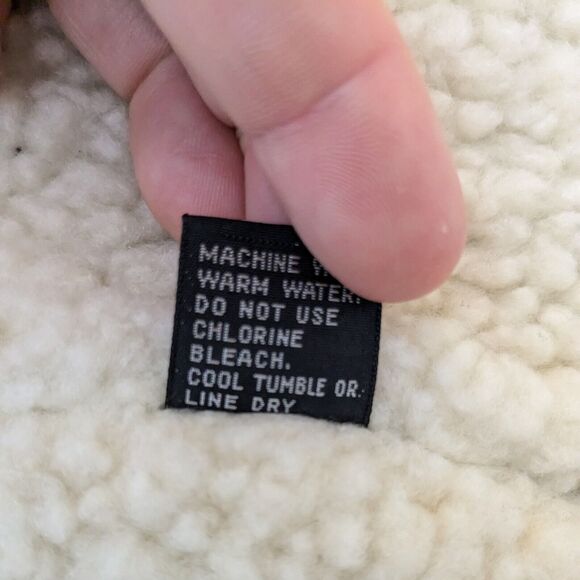 MACHINE
WARM WATER.
DO NOT USE
CHLORINE
BLEACH.
COOL TUMBLE OR
LINE DRY